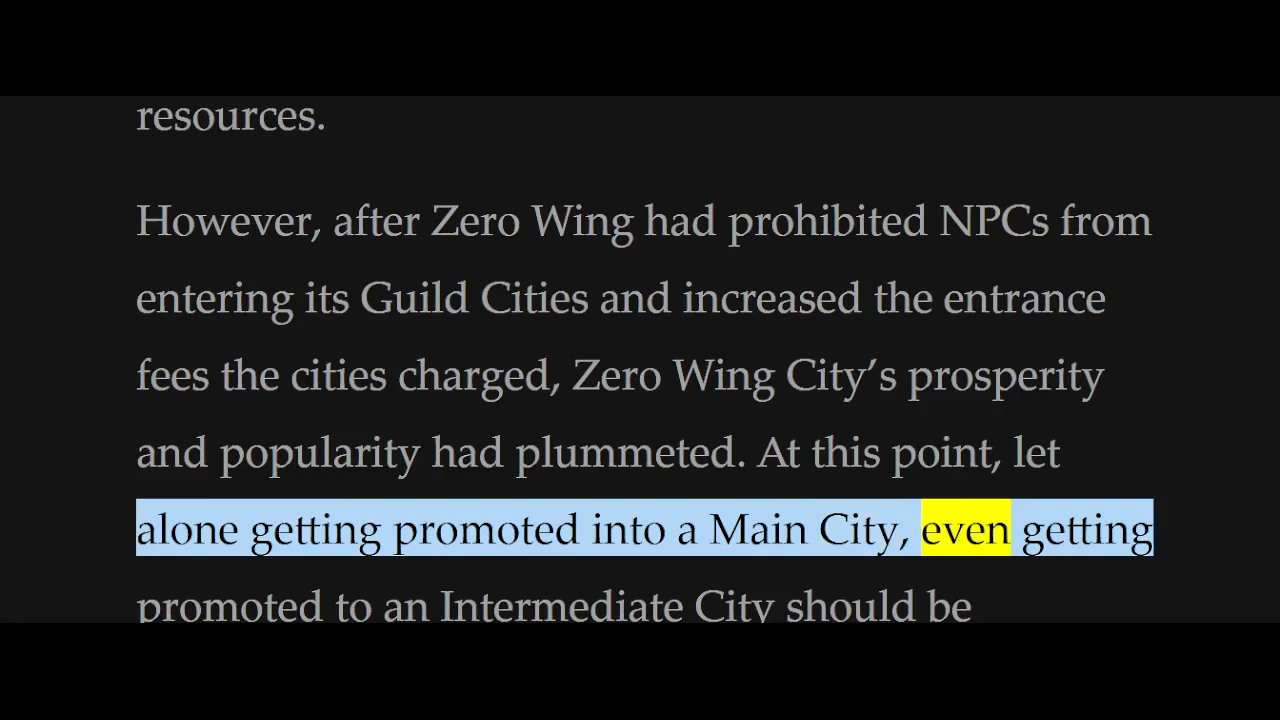 resources.
However, after Zero Wing had prohibited NPCs from
entering its Guild Cities and increased the entrance
fees the cities charged, Zero Wing City’s prosperity
and popularity had plummeted. At this point, let
alone getting promoted into a Main City, even getting
promoted to an Intermediate City should be